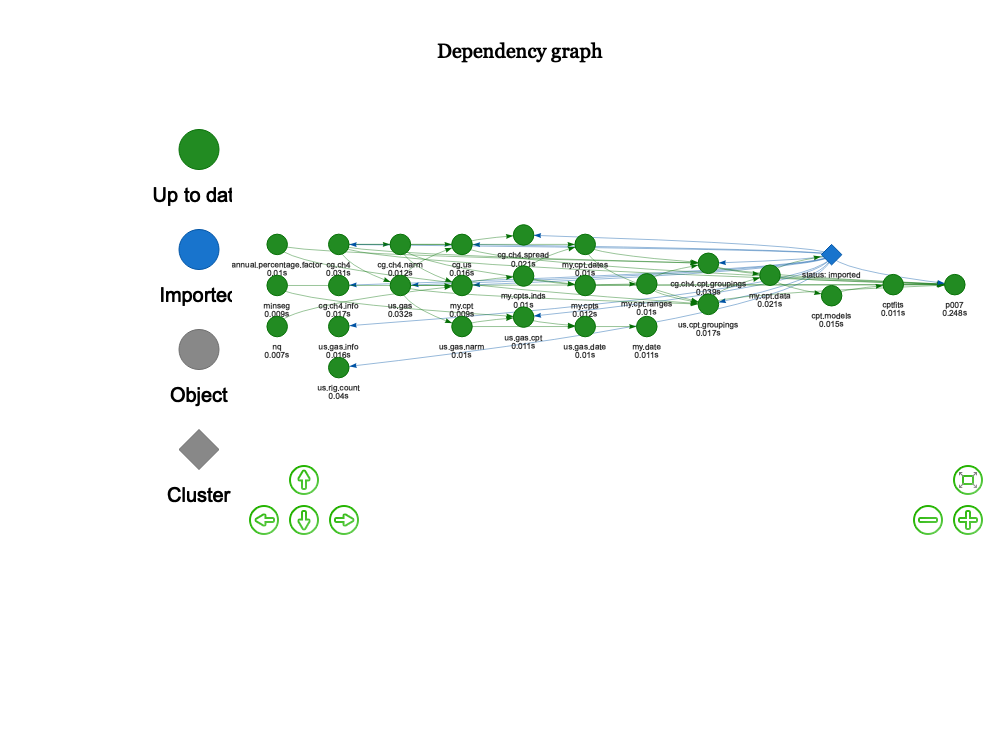 Dependency graph
Up to dat
Imported
Object
Cluster
annual.percentage.factor
0.01s
cg.ch4
0.031s
cg.ch4.narm
0.012s
cg.us
0.016s
cg.ch4.spread
0.021s
my.cpt.dates
0.01s
cg.ch4.cpt.groupings
0.039s
status: imported
minseg
0.009s
cg.ch4.info
0.017s
us.gas
0.032s
my.cpt
0.009s
my.cpts.inds
0.01s
my.cpts
0.012s
my.cpt.ranges
0.01s
us.cpt.groupings
0.017s
my.cpt.data
0.021s
cpt.models
0.015s
cptfits
0.011s
p007
0.248s
nq
0.007s
us.gas.info
0.016s
us.gas.narm
0.01s
us.gas.cpt
0.011s
us.gas.date
0.01s
my.date
0.011s
us.rig.count
0.04s